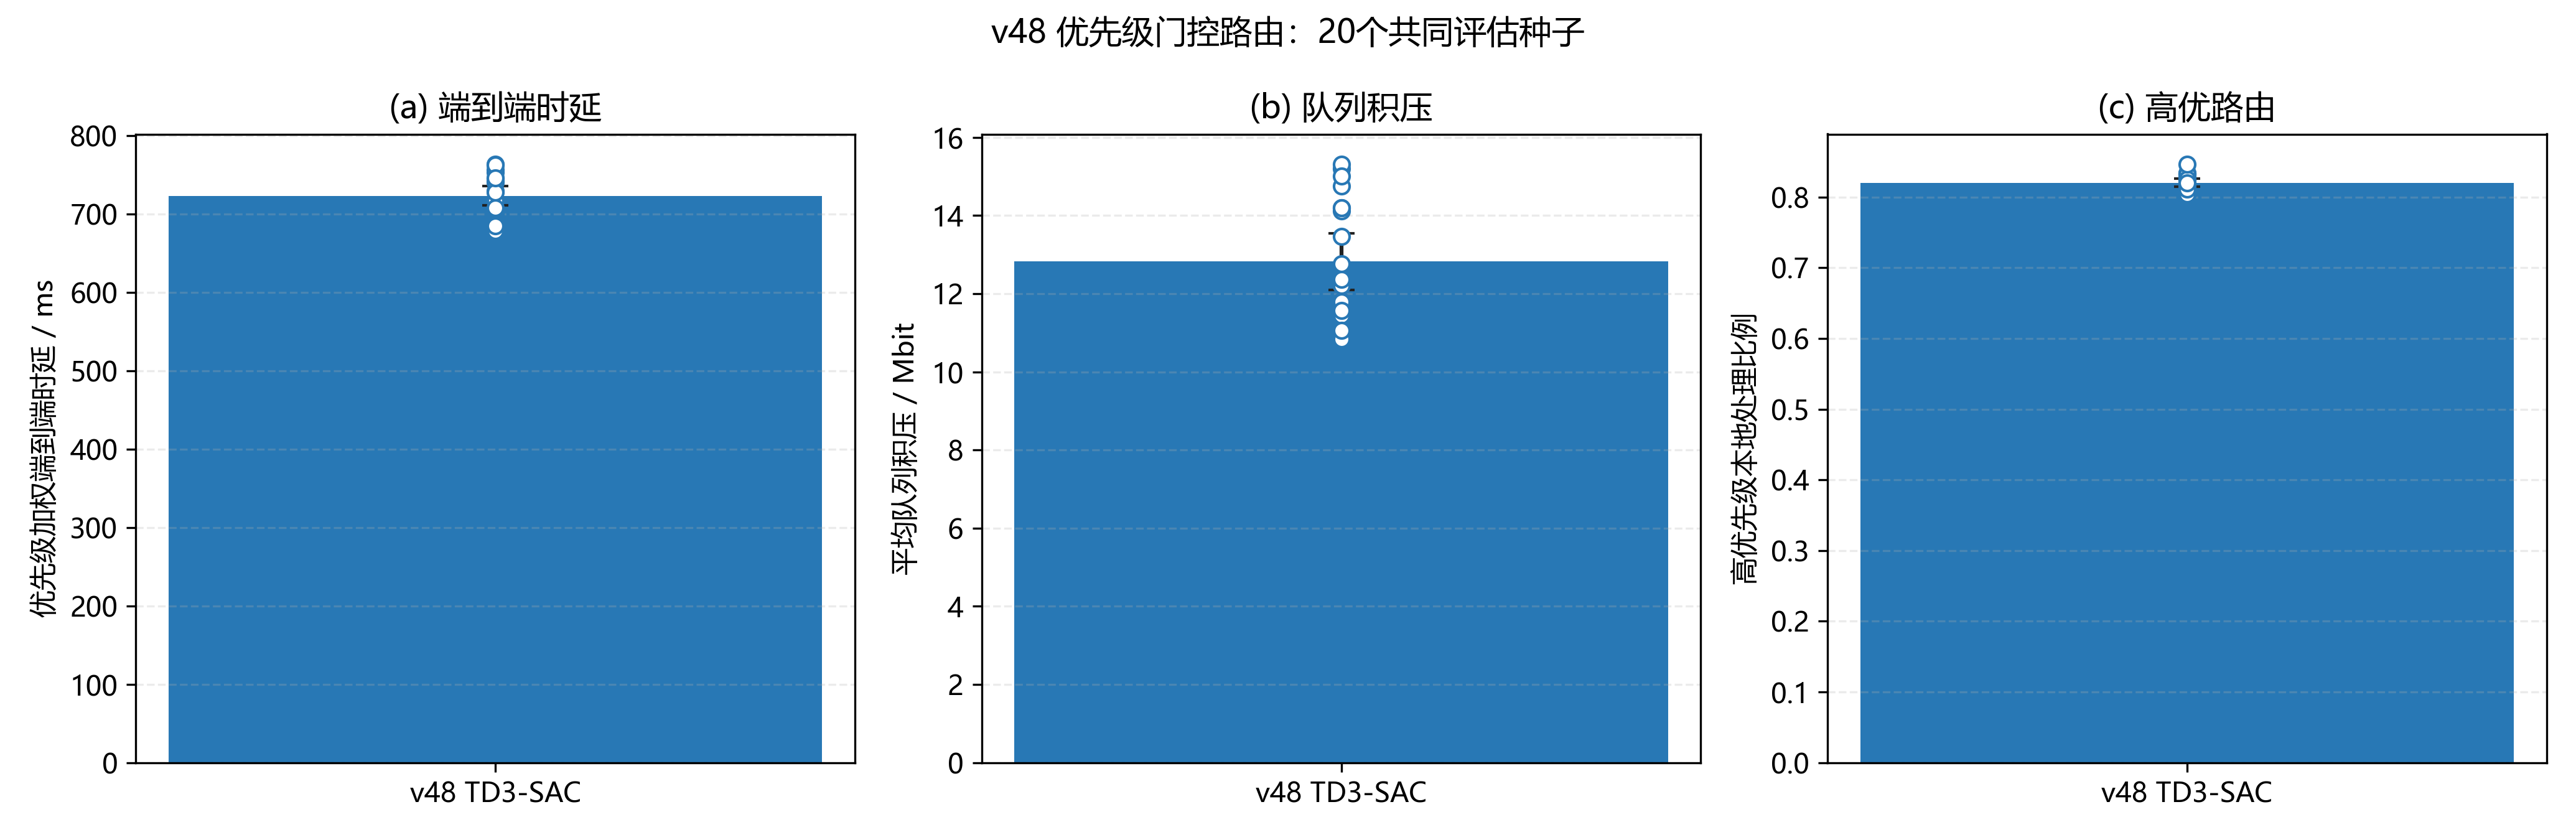 v48 优先级门控路由：20个共同评估种子
(a) 端到端时延
优先级加权端到端时延 / ms
800
700
600
500
400
300
200
100
0
v48 TD3-SAC
(b) 队列积压
平均队列积压 / Mbit
16
14
12
10
8
6
4
2
0
v48 TD3-SAC
(c) 高优路由
高优先级本地处理比例
0.8
0.7
0.6
0.5
0.4
0.3
0.2
0.1
0.0
v48 TD3-SAC